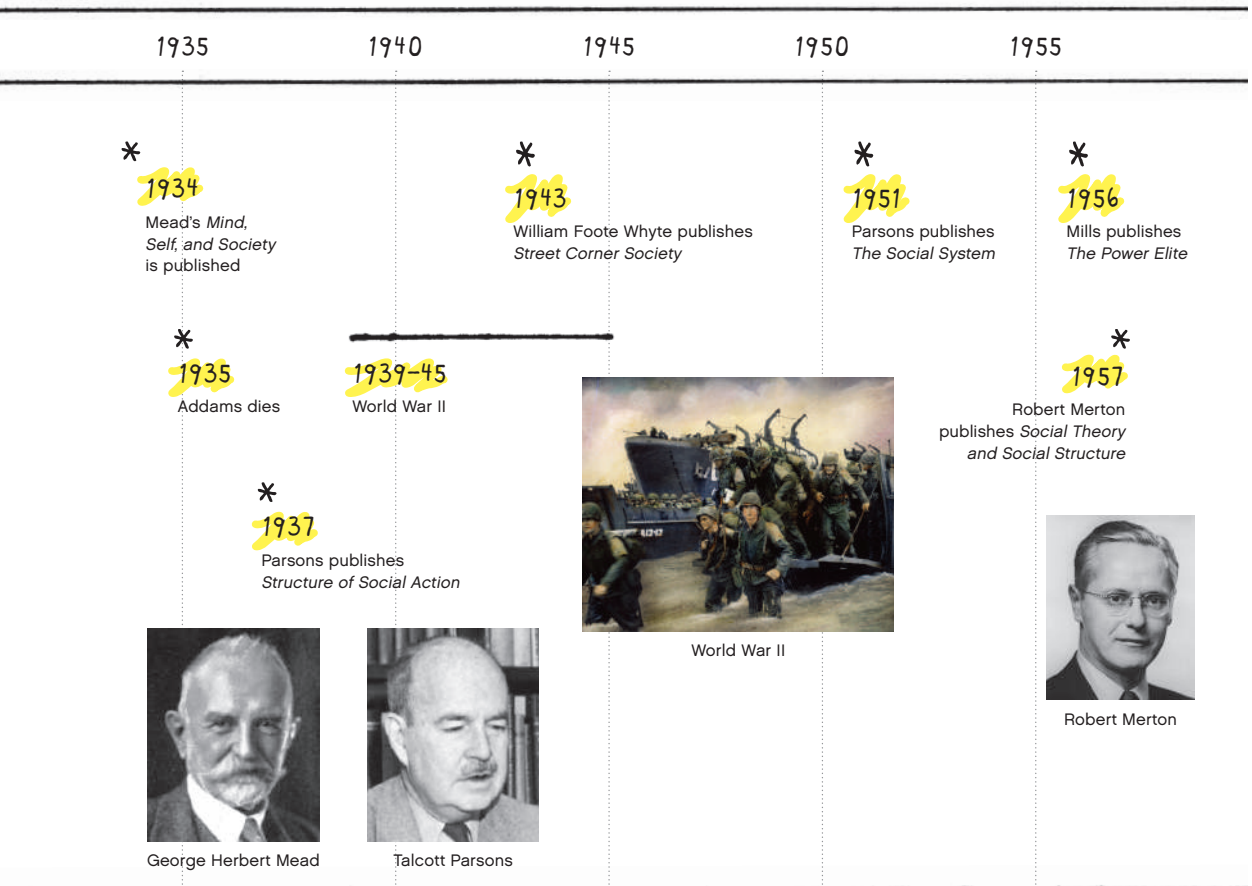 1935 1940 1945 1950 1955
1934
Mead's Mind,
Self, and Society
is published
1943
William Foote Whyte publishes
Street Corner Society
1951
Parsons publishes
The Social System
1956
Mills publishes
The Power Elite
1935
Addams dies
1939–45
World War II
1957
Robert Merton
publishes Social Theory
and Social Structure
1937
Parsons publishes
Structure of Social Action
World War II
Robert Merton
George Herbert Mead
Talcott Parsons